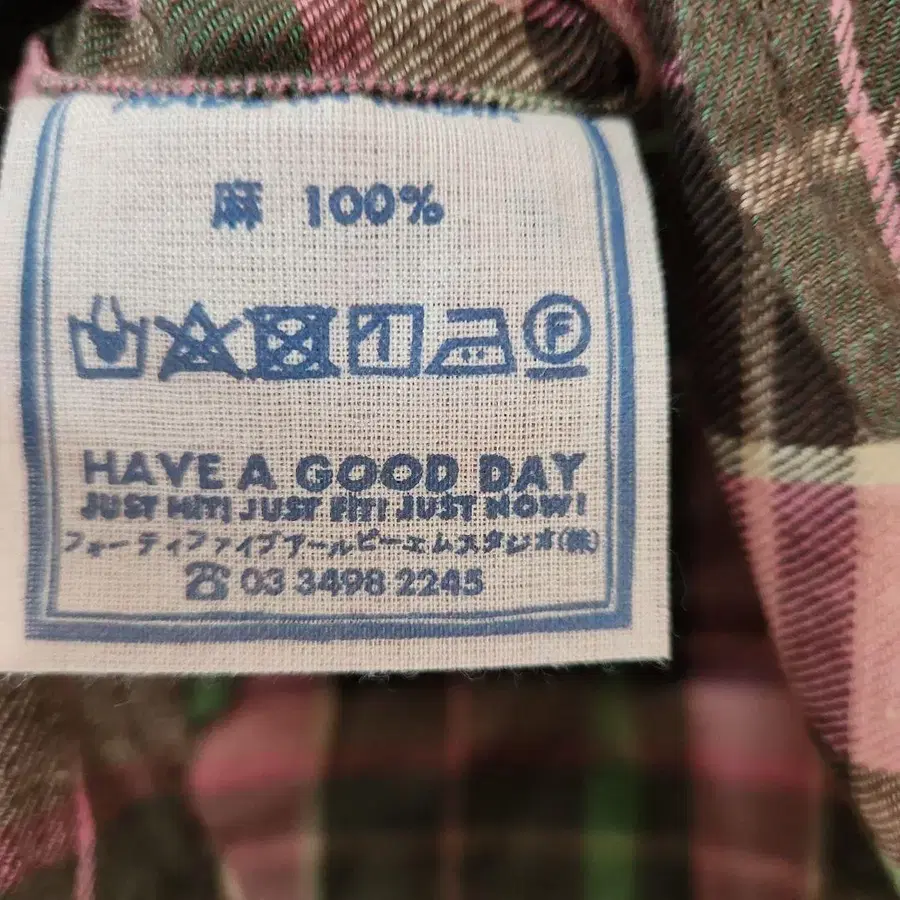 麻 100%
F
HAVE A GOOD DAY
JUST HIT! JUST FIT! JUST NOW!
フォーティファイブアールピーエムスタジオ(株)
☎ 03 3498 2245